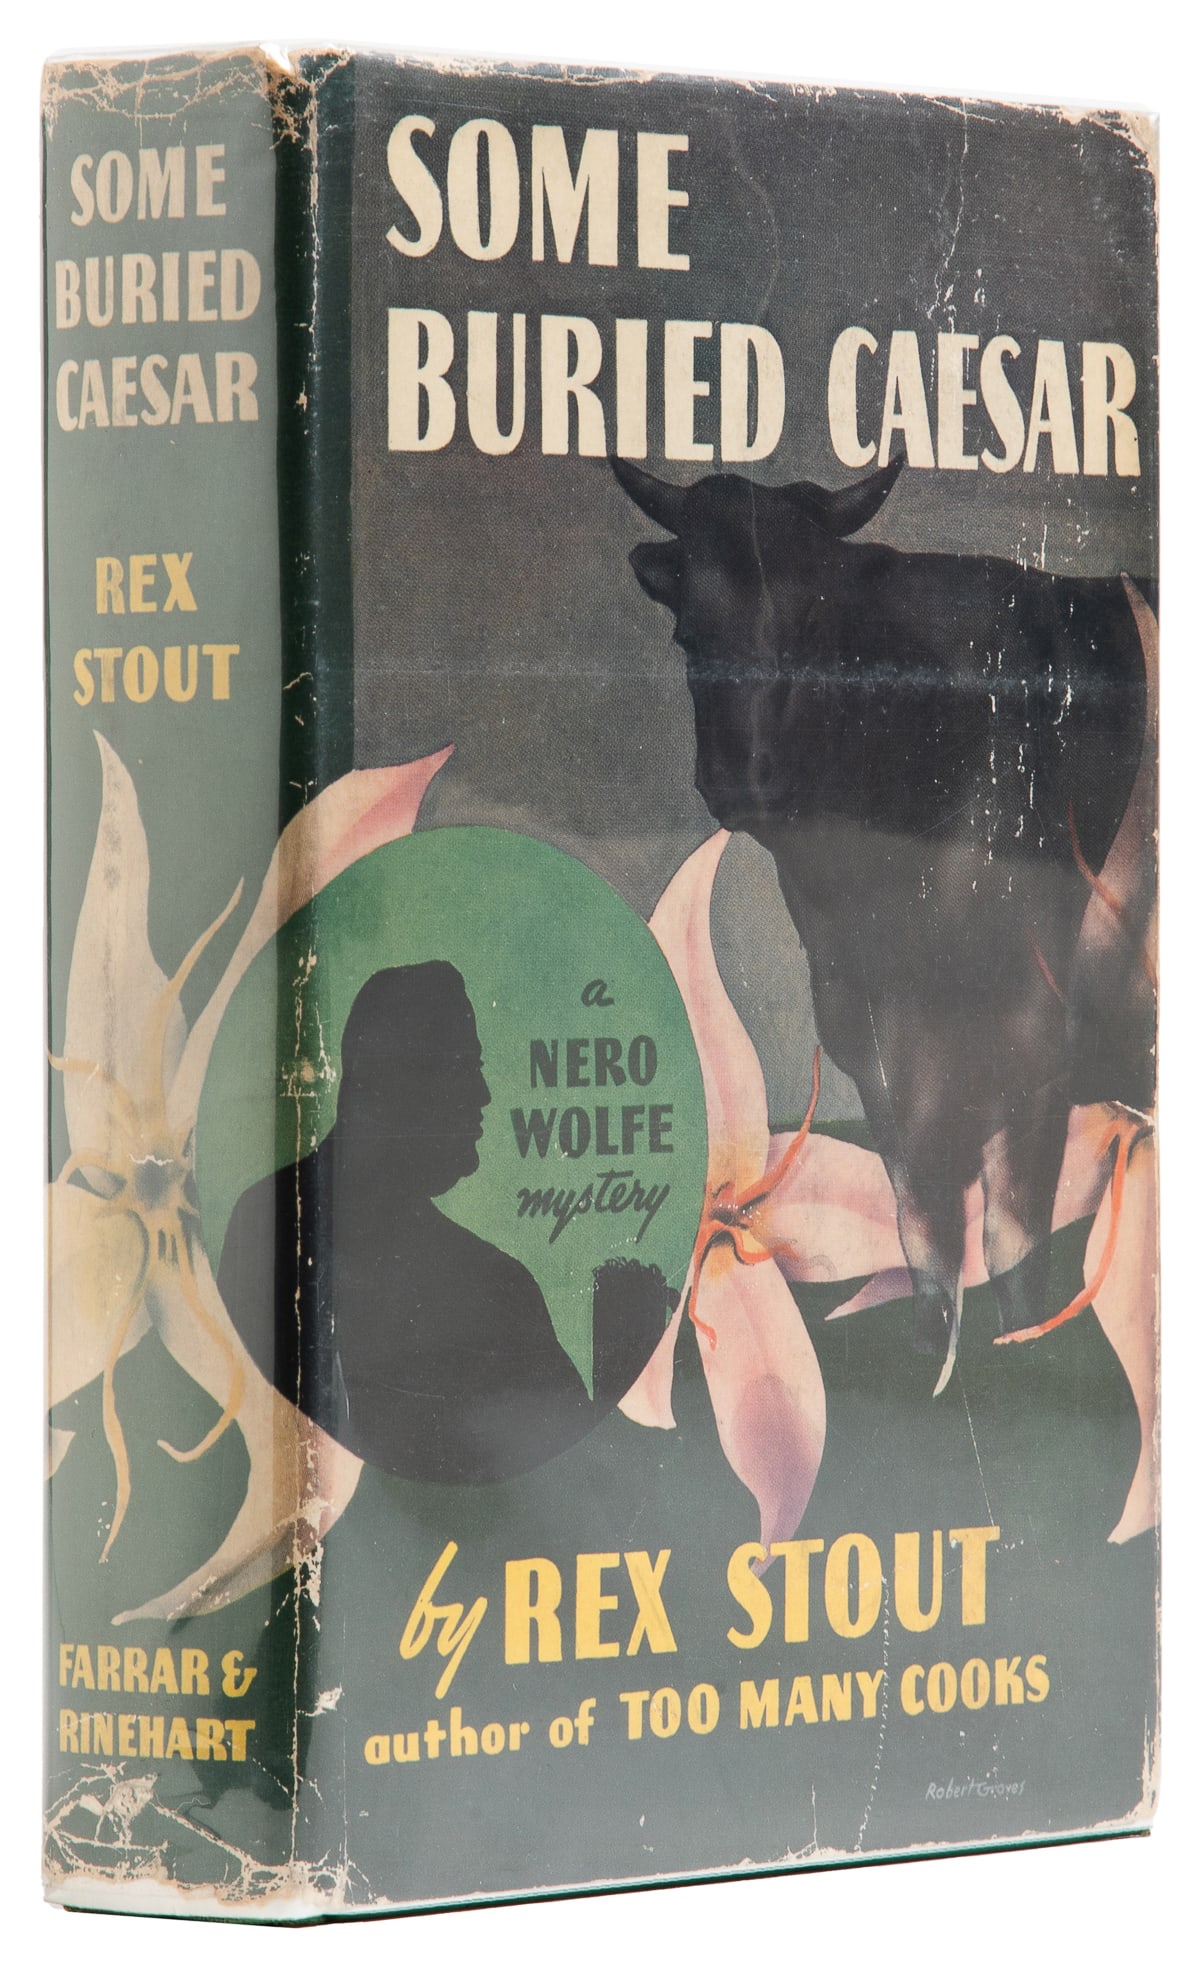 SOME
BURIED
CAESAR
REX
STOUT
FARRAR &
RINEHART
SOME
BURIED CAESAR
a
NERO
WOLFE
mystery
by REX STOUT
author of TOO MANY COOKS
Robert Graves